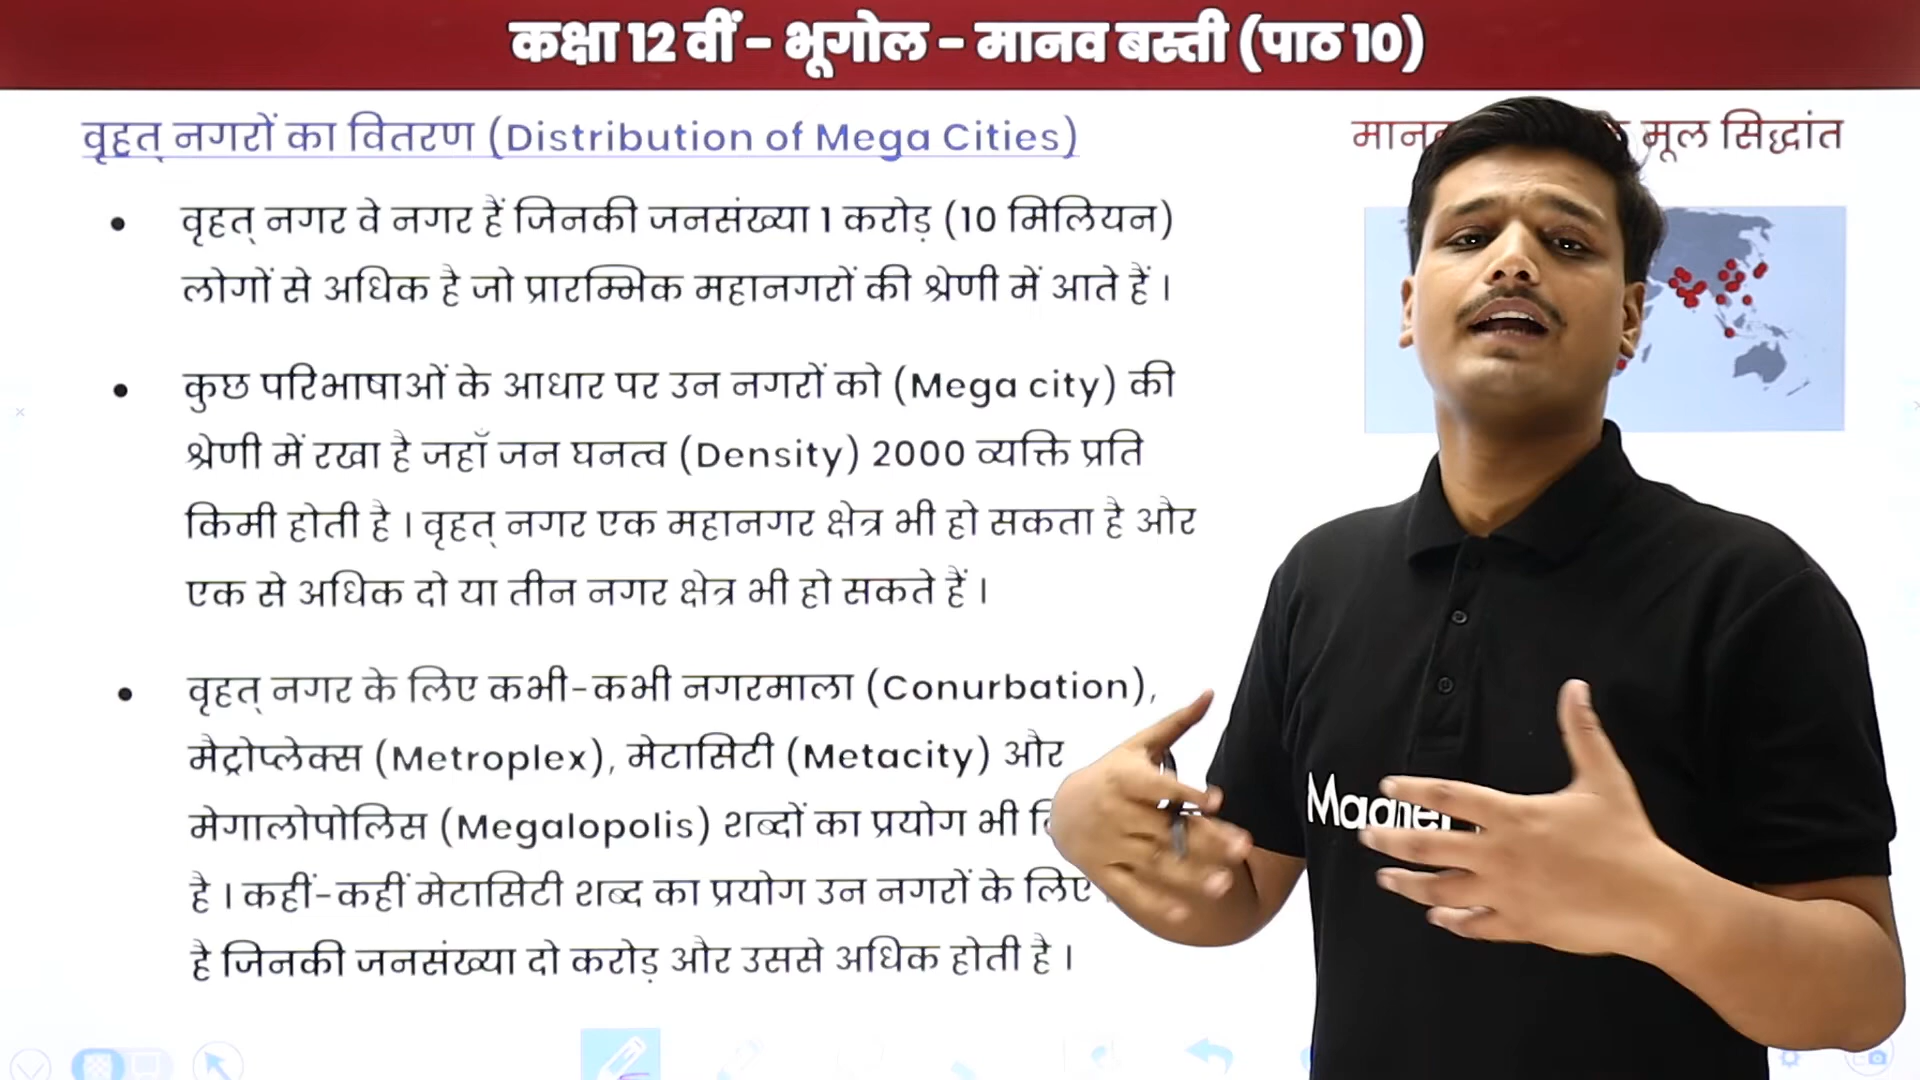 कक्षा 12 वीं - भूगोल - मानव बस्ती (पाठ 10)
वृहत् नगरों का वितरण (Distribution of Mega Cities)
मूल सिद्धांत
• वृहत् नगर वे नगर हैं जिनकी जनसंख्या 1 करोड़ (10 मिलियन)
लोगों से अधिक है जो प्रारम्भिक महानगरों की श्रेणी में आते हैं ।
• कुछ परिभाषाओं के आधार पर उन नगरों को (Mega city) की
श्रेणी में रखा है जहाँ जन घनत्व (Density) 2000 व्यक्ति प्रति
किमी होती है । वृहत् नगर एक महानगर क्षेत्र भी हो सकता है और
एक से अधिक दो या तीन नगर क्षेत्र भी हो सकते हैं ।
• वृहत् नगर के लिए कभी-कभी नगरमाला (Conurbation),
मैट्रोप्लेक्स (Metroplex), मेटासिटी (Metacity) और
मेगालोपोलिस (Megalopolis) शब्दों का प्रयोग भी
है । कहीं-कहीं मेटासिटी शब्द का प्रयोग उन नगरों के लिए
है जिनकी जनसंख्या दो करोड़ और उससे अधिक होती है ।